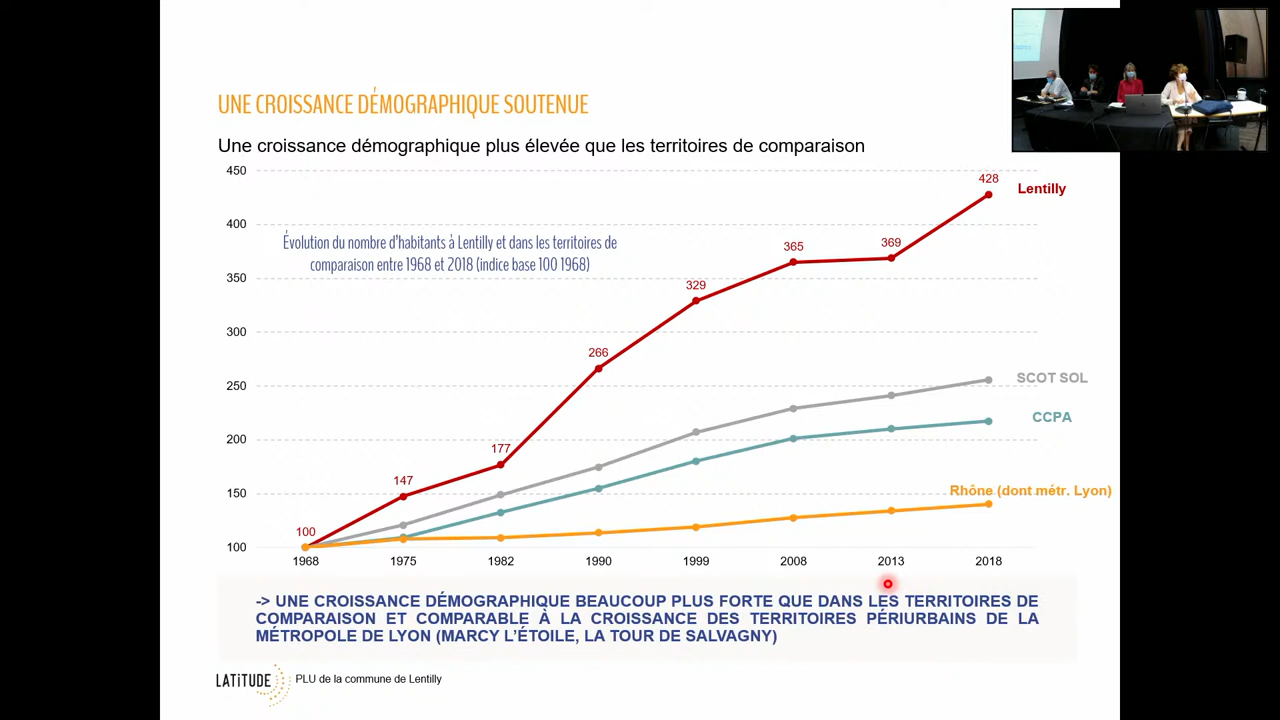 UNE CROISSANCE DÉMOGRAPHIQUE SOUTENUE
Une croissance démographique plus élevée que les territoires de comparaison
450
400
350
300
250
200
150
100
Évolution du nombre d'habitants à Lentilly et dans les territoires de
comparaison entre 1968 et 2018 (indice base 100 1968)
100
147
177
266
329
365
369
428
Lentilly
SCOT SOL
CCPA
Rhône (dont métr. Lyon)
1968 1975 1982 1990 1999 2008 2013 2018
-> UNE CROISSANCE DÉMOGRAPHIQUE BEAUCOUP PLUS FORTE QUE DANS LES TERRITOIRES DE
COMPARAISON ET COMPARABLE À LA CROISSANCE DES TERRITOIRES PÉRIURBAINS DE LA
MÉTROPOLE DE LYON (MARCY L'ÉTOILE, LA TOUR DE SALVAGNY)
LATITUDE
PLU de la commune de Lentilly